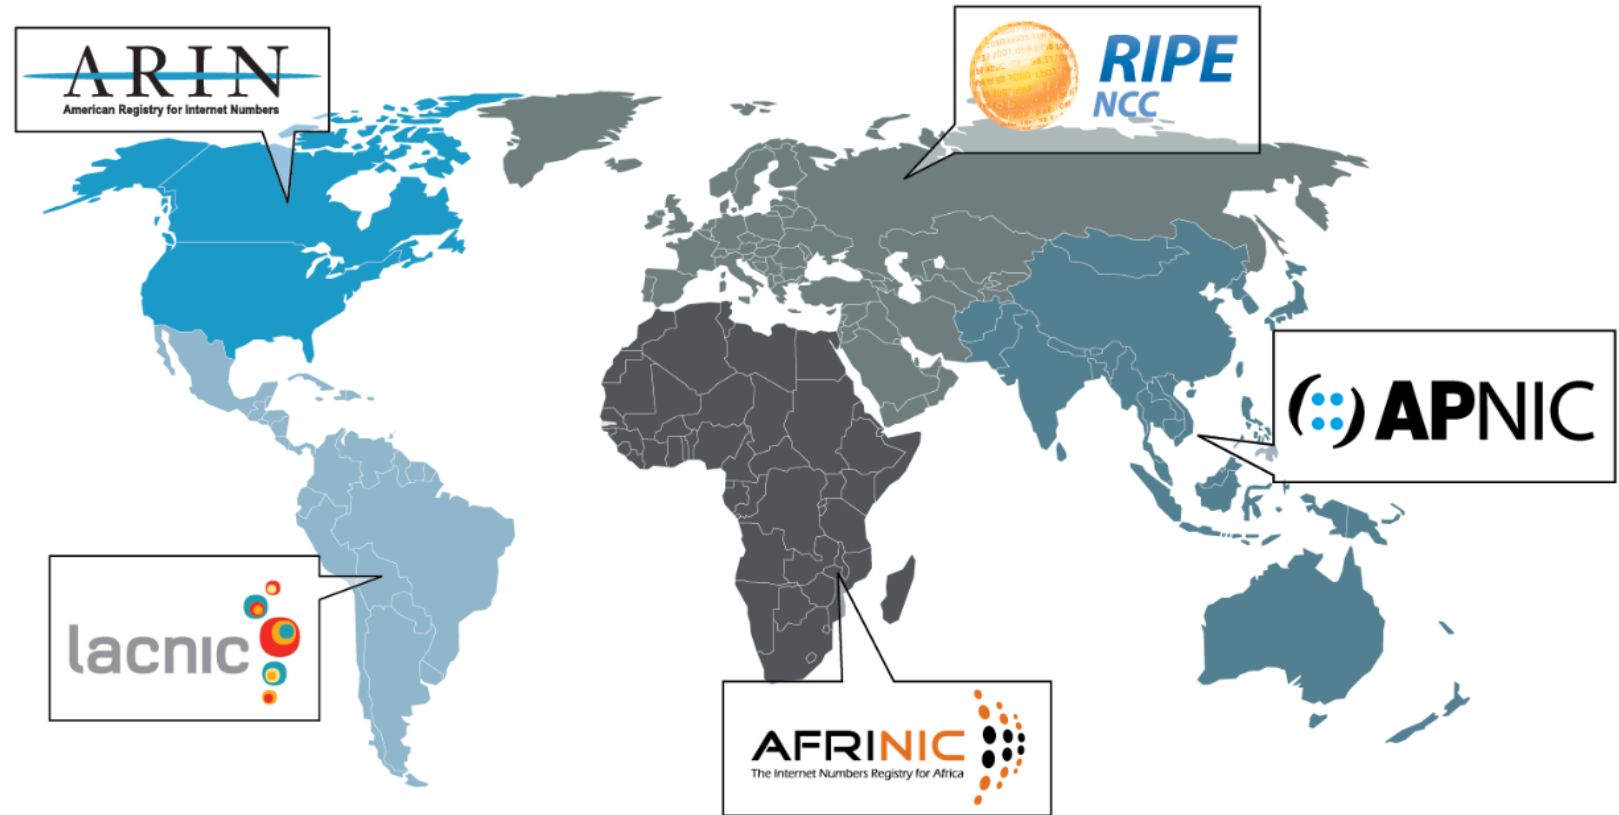 ARIN
American Registry for Internet Numbers
RIPE
NCC
APNIC
lacnic
AFRINIC
The Internet Numbers Registry for Africa